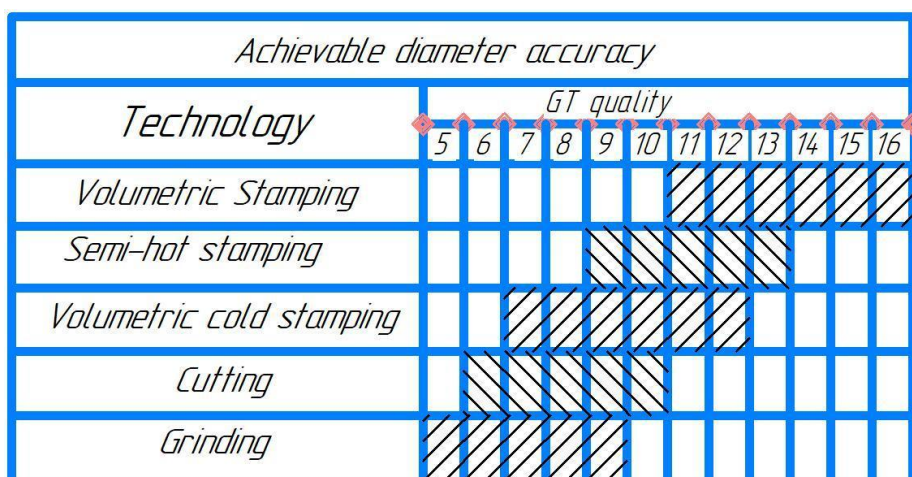 Achievable diameter accuracy
Technology
GT quality
5 6 7 8 9 10 11 12 13 14 15 16
Volumetric Stamping
Semi-hot stamping
Volumetric cold stamping
Cutting
Grinding